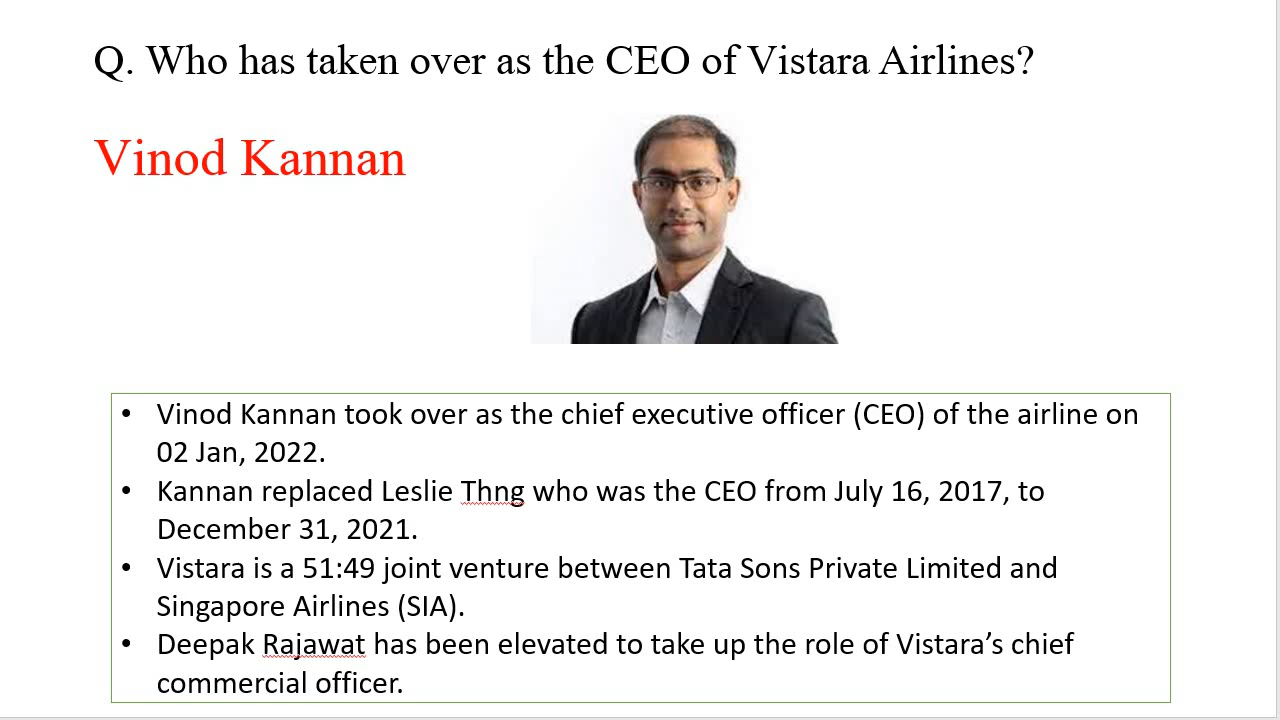 Q. Who has taken over as the CEO of Vistara Airlines?
Vinod Kannan
• Vinod Kannan took over as the chief executive officer (CEO) of the airline on
02 Jan, 2022.
• Kannan replaced Leslie Thng who was the CEO from July 16, 2017, to
December 31, 2021.
• Vistara is a 51:49 joint venture between Tata Sons Private Limited and
Singapore Airlines (SIA).
• Deepak Rajawat has been elevated to take up the role of Vistara’s chief
commercial officer.